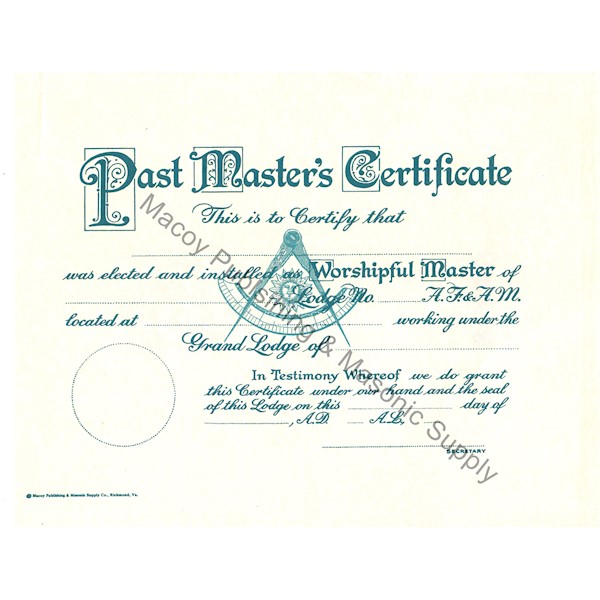 Past Master's Certificate
This is to Certify that
was elected and installed as Worshipful Master of
Lodge No. A.F.&A.M.
located at working under the
Grand Lodge of
In Testimony Whereof we do grant
this Certificate under our hand and the seal
of this Lodge on this day of
, A.D. A.L.
SECRETARY
Macoy Publishing & Masonic Supply Co., Richmond, Va.
Macoy Publishing & Masonic Supply